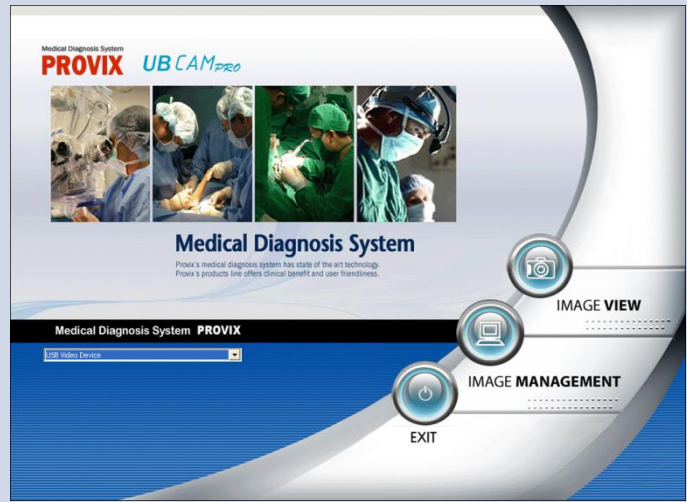 Medical Diagnosis System
PROVIX UB CAM PRO
Medical Diagnosis System
Provix's medical diagnosis system has state of the art technology.
Provix's products line offers clinical benefit and user friendliness.
IMAGE VIEW
Medical Diagnosis System PROVIX
USB Video Device
IMAGE MANAGEMENT
EXIT